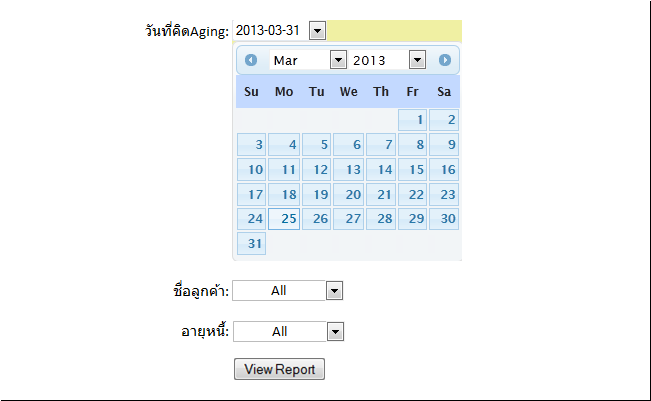 วันที่คิดAging: 2013-03-31
Mar 2013
Su Mo Tu We Th Fr Sa
1 2
3 4 5 6 7 8 9
10 11 12 13 14 15 16
17 18 19 20 21 22 23
24 25 26 27 28 29 30
31
ชื่อลูกค้า: All
อายุหนี้: All
View Report